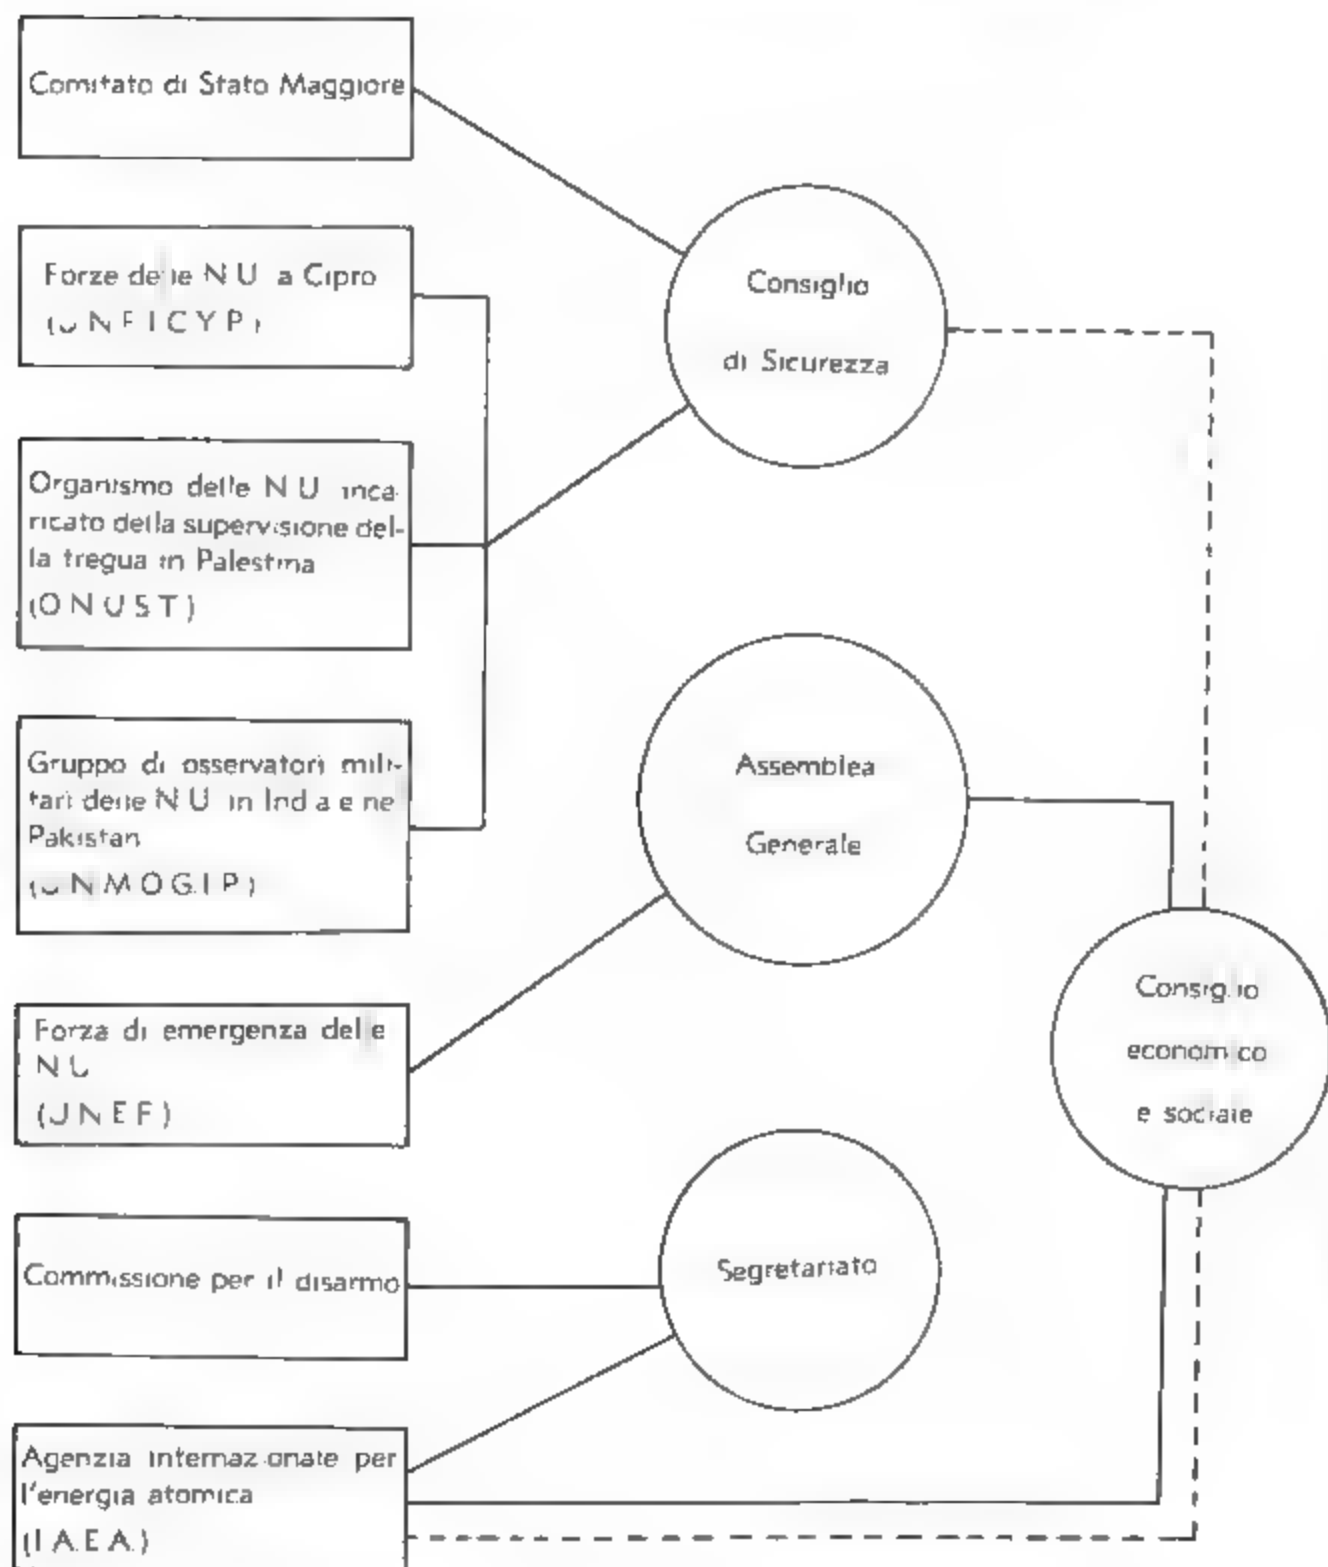 Comitato di Stato Maggiore
Forze delle N U a Cipro
(U N F I C Y P)
Consiglio
di Sicurezza
Organismo delle N U inca
ricato della supervisione del-
la tregua in Palestina
(O N U S T)
Gruppo di osservatori mili-
tari delle N U in India e ne
Pakistan
(U N M O G I P)
Assemblea
Generale
Forza di emergenza delle
N U
(U N E F)
Consiglio
economico
e sociale
Commissione per il disarmo
Segretariato
Agenzia internazionale per
l'energia atomica
(I A.E A.)